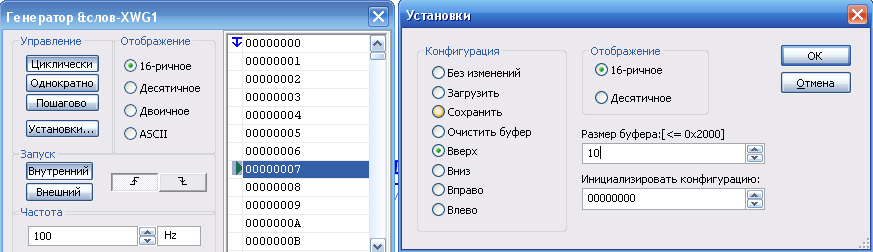 Генератор &слов-XWG1
Управление
Циклически
Однократно
Пошагово
Установки...
Отображение
16-ричное
Десятичное
Двоичное
ASCII
Запуск
Внутренний
Внешний
Частота
100 Hz
00000000
00000001
00000002
00000003
00000004
00000005
00000006
00000007
00000008
00000009
0000000A
0000000B
Установки
Конфигурация
Без изменений
Загрузить
Сохранить
Очистить буфер
Вверх
Вниз
Вправо
Влево
Отображение
16-ричное
Десятичное
Размер буфера:[<= 0x2000]
10
Инициализировать конфигурацию:
00000000
ОК
Отмена